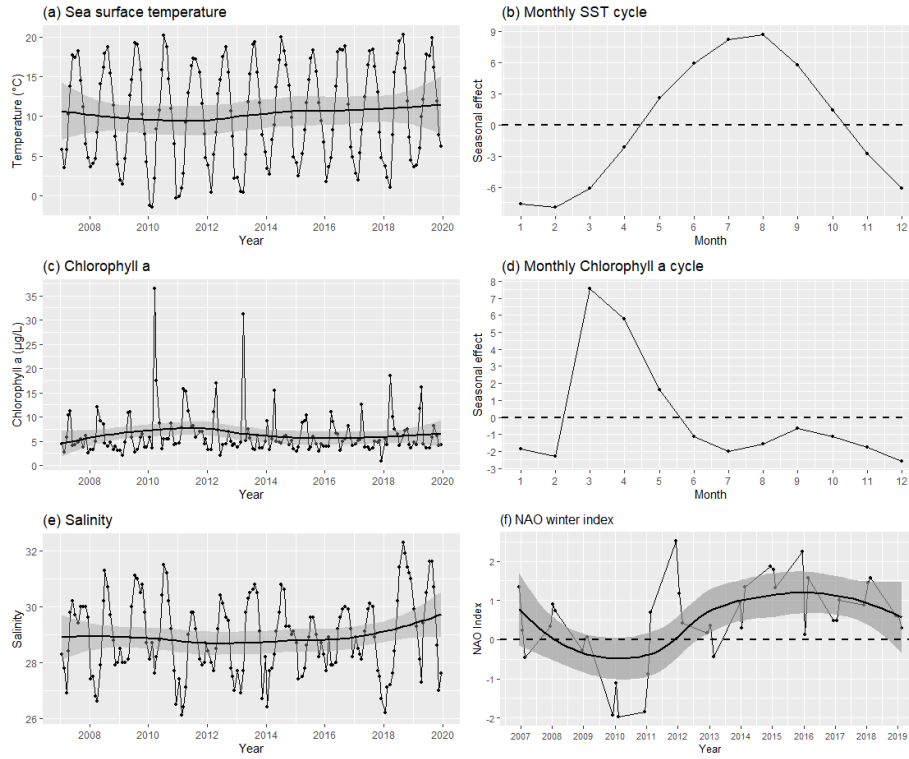 (a) Sea surface temperature
Temperature (°C)
20
15
10
5
0
2008 2010 2012 2014 2016 2018 2020
Year
(b) Monthly SST cycle
Seasonal effect
9
6
3
0
-3
-6
1 2 3 4 5 6 7 8 9 10 11 12
Month
(c) Chlorophyll a
Chlorophyll a (µg/L)
35
30
25
20
15
10
5
0
2008 2010 2012 2014 2016 2018 2020
Year
(d) Monthly Chlorophyll a cycle
Seasonal effect
8
7
6
5
4
3
2
1
0
-1
-2
-3
1 2 3 4 5 6 7 8 9 10 11 12
Month
(e) Salinity
Salinity
32
30
28
26
2008 2010 2012 2014 2016 2018 2020
Year
(f) NAO winter index
NAO Index
2
1
0
-1
-2
2007 2008 2009 2010 2011 2012 2013 2014 2015 2016 2017 2018 2019
Year